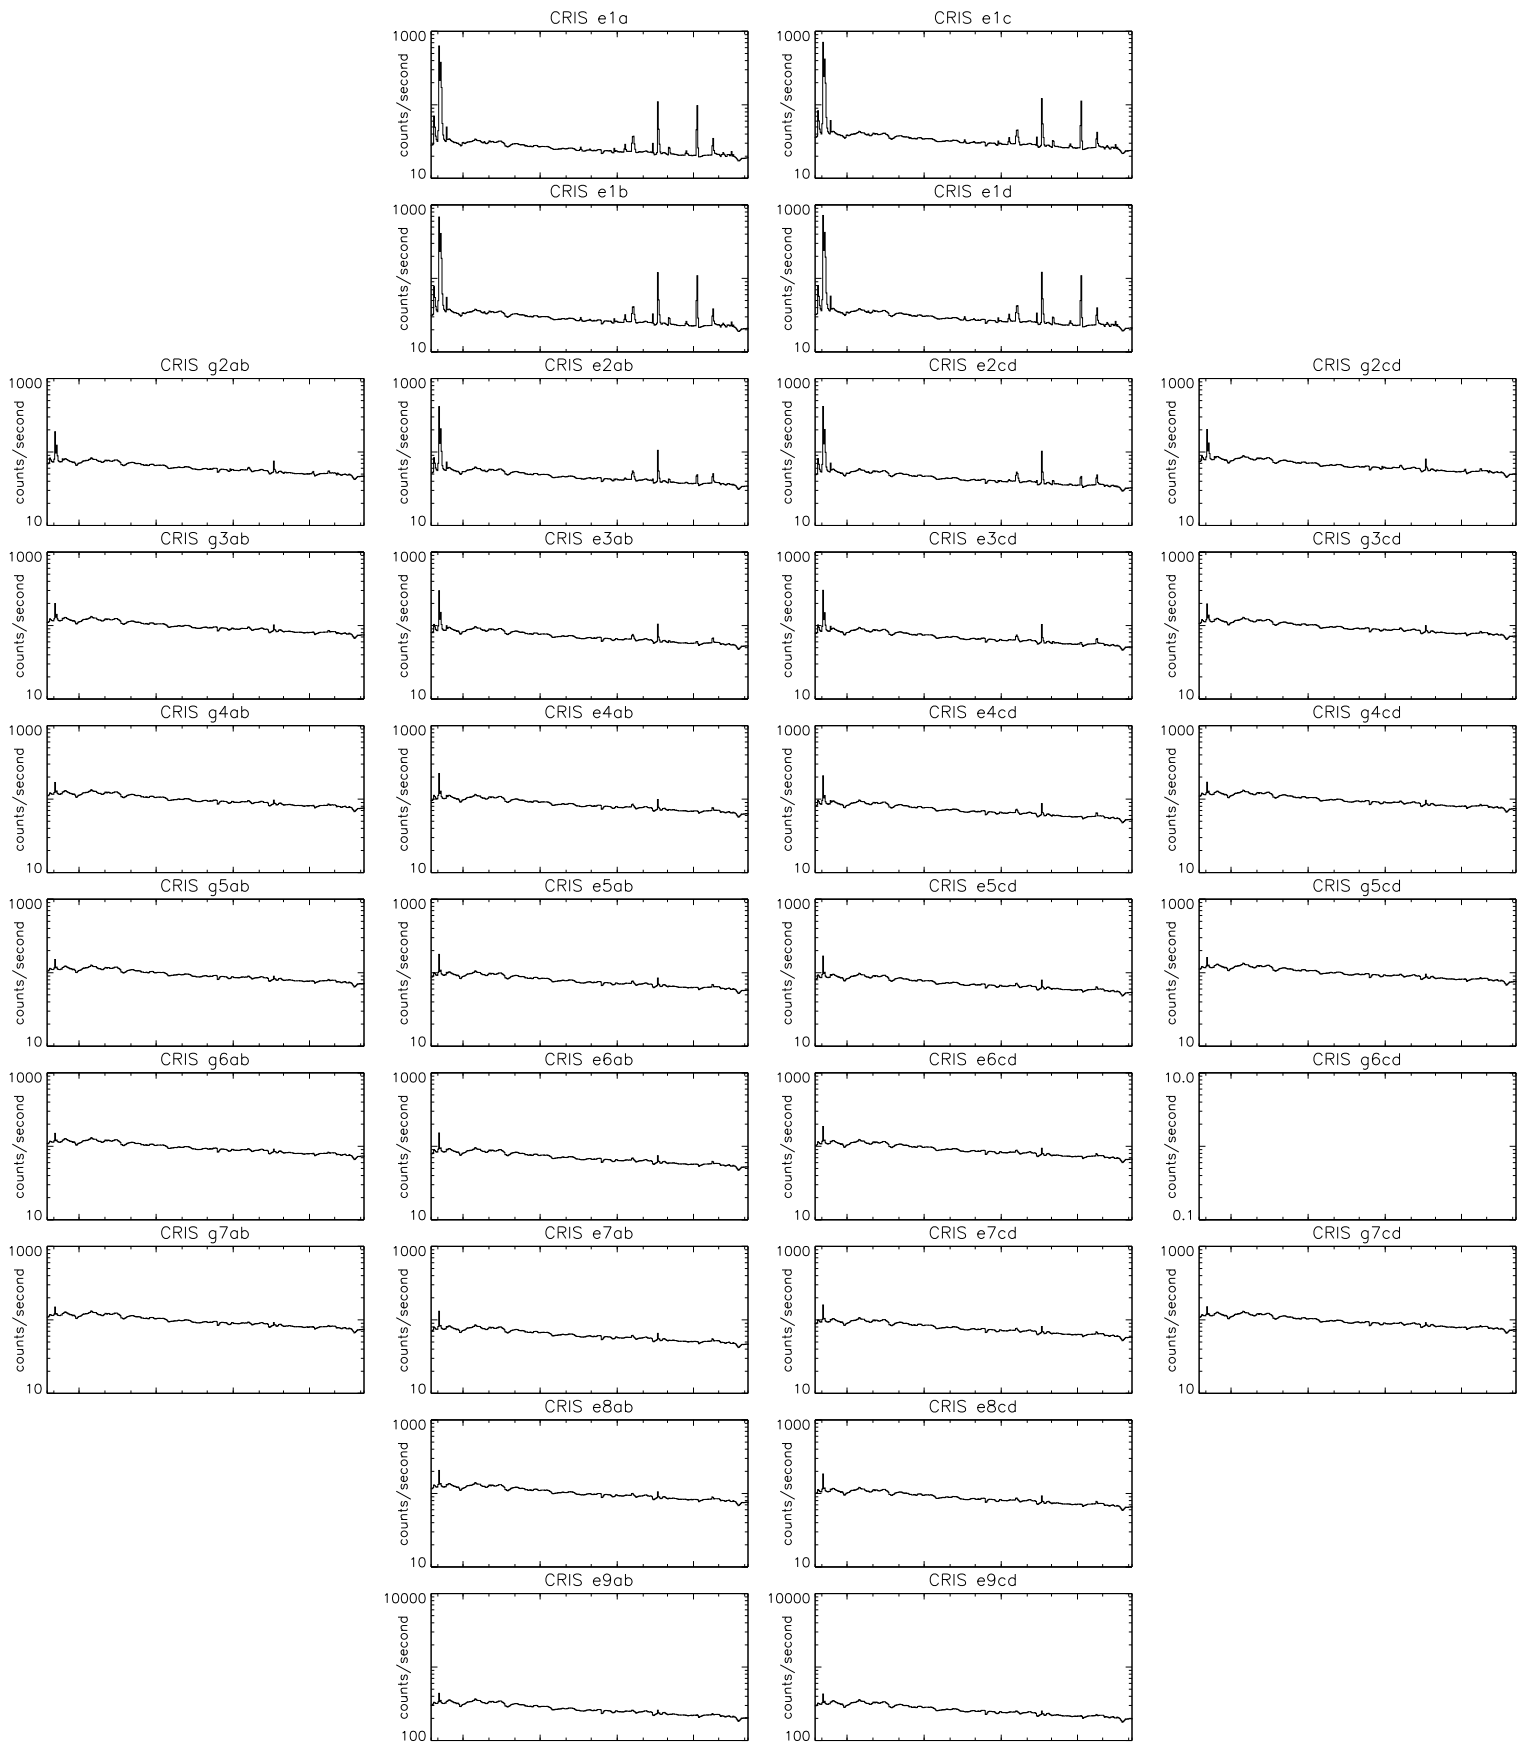 CRIS e1a CRIS e1c
1000 1000
counts/second counts/second
10 10
CRIS e1b CRIS e1d
1000 1000
counts/second counts/second
10 10
CRIS g2ab CRIS e2ab CRIS e2cd CRIS g2cd
1000 1000 1000 1000
counts/second counts/second counts/second counts/second
10 10 10 10
CRIS g3ab CRIS e3ab CRIS e3cd CRIS g3cd
1000 1000 1000 1000
counts/second counts/second counts/second counts/second
10 10 10 10
CRIS g4ab CRIS e4ab CRIS e4cd CRIS g4cd
1000 1000 1000 1000
counts/second counts/second counts/second counts/second
10 10 10 10
CRIS g5ab CRIS e5ab CRIS e5cd CRIS g5cd
1000 1000 1000 1000
counts/second counts/second counts/second counts/second
10 10 10 10
CRIS g6ab CRIS e6ab CRIS e6cd CRIS g6cd
1000 1000 1000 10.0
counts/second counts/second counts/second counts/second
10 10 10 0.1
CRIS g7ab CRIS e7ab CRIS e7cd CRIS g7cd
1000 1000 1000 1000
counts/second counts/second counts/second counts/second
10 10 10 10
CRIS e8ab CRIS e8cd
1000 1000
counts/second counts/second
10 10
CRIS e9ab CRIS e9cd
10000 10000
counts/second counts/second
100 100